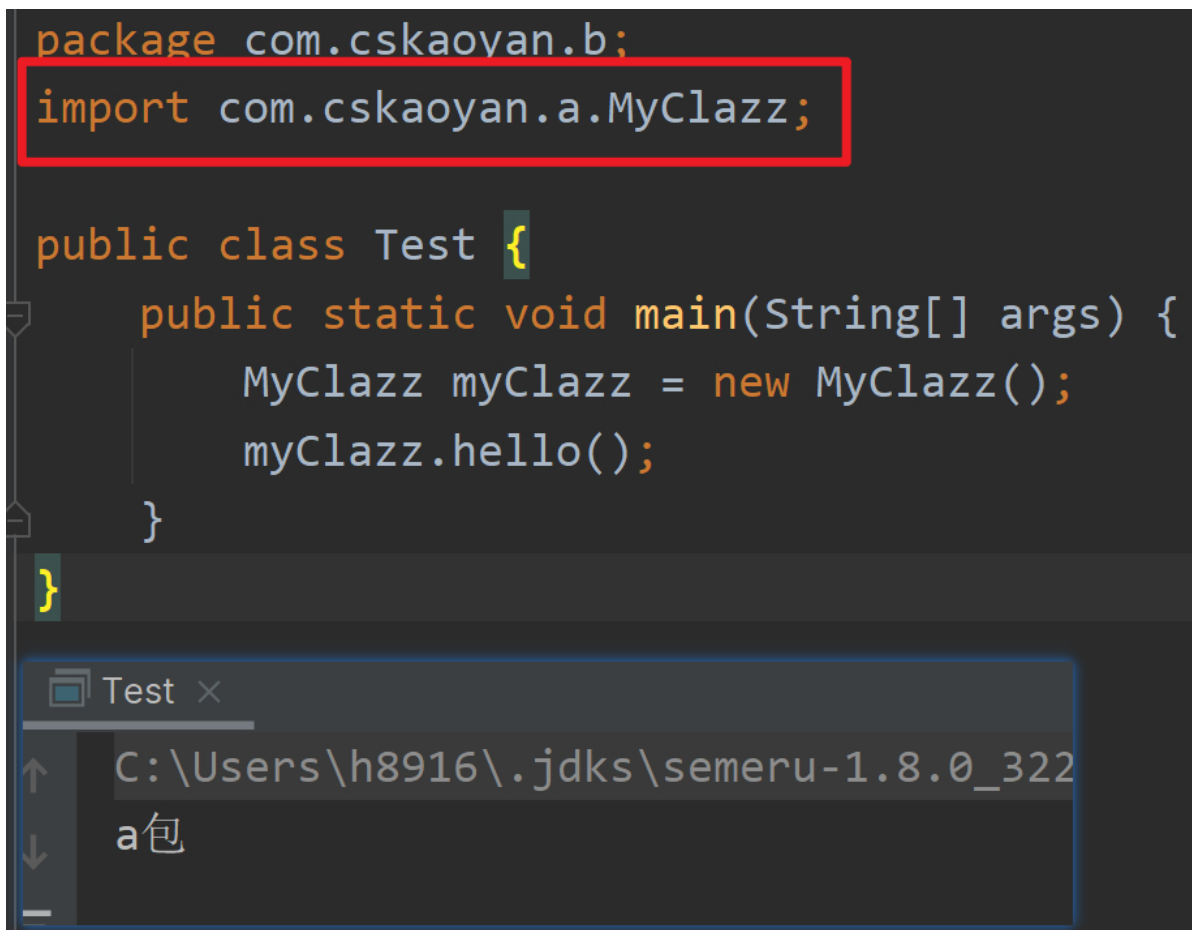 package com.cskaoyan.b;
import com.cskaoyan.a.MyClazz;
public class Test {
public static void main(String[] args) {
MyClazz myClazz = new MyClazz();
myClazz.hello();
}
}
Test
C:\Users\h8916\.jdks\semeru-1.8.0_322
a包